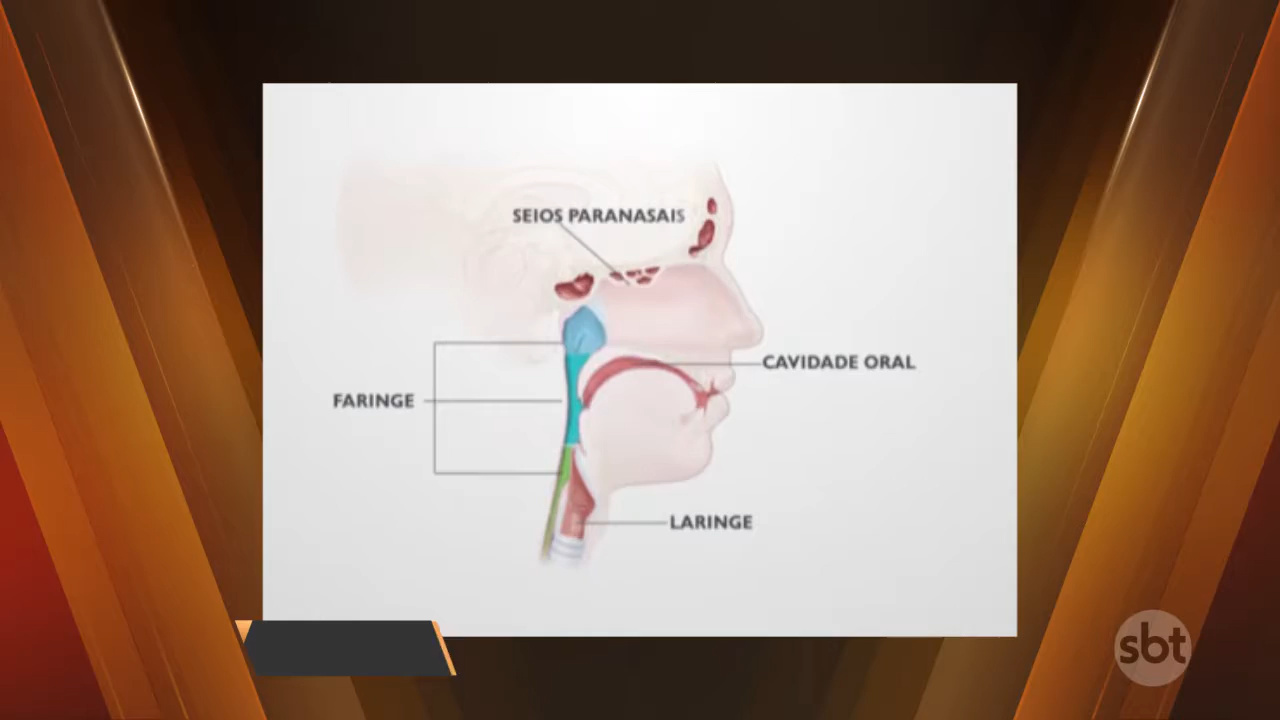 SEIOS PARANASAIS
CAVIDADE ORAL
FARINGE
LARINGE
sbt